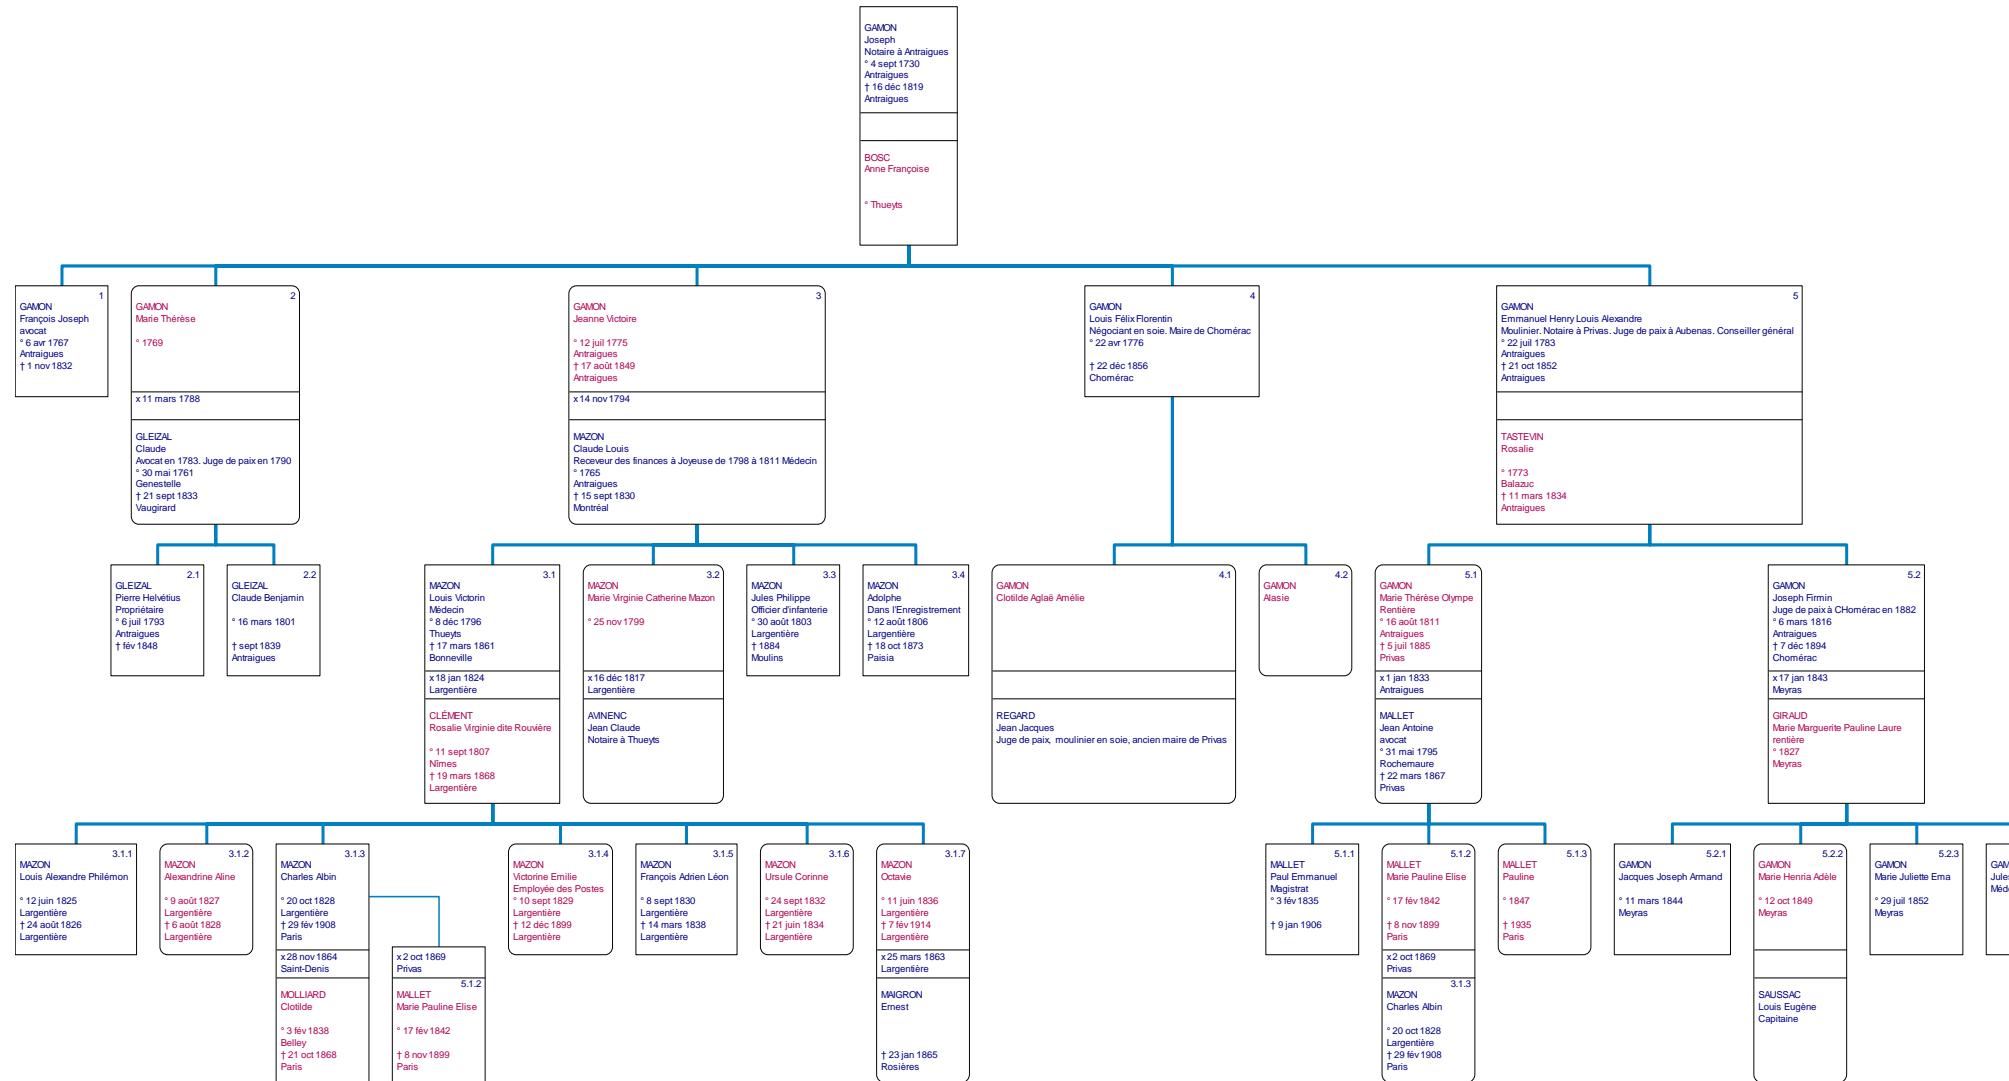 GAMON
Joseph
Notaire à Antraigues
° 4 sept 1730
Antraigues
† 16 déc 1819
Antraigues
BOSC
Anne Françoise
° Thueyts
1
GAMON
François Joseph
avocat
° 6 avr 1767
Antraigues
† 1 nov 1832
2
GAMON
Marie Thérèse
° 1769
x 11 mars 1788
GLEIZAL
Claude
Avocat en 1783. Juge de paix en 1790
° 30 mai 1761
Genestelle
† 21 sept 1833
Vaugirard
3
GAMON
Jeanne Victoire
° 12 juil 1775
Antraigues
† 17 août 1849
Antraigues
x 14 nov 1794
MAZON
Claude Louis
Receveur des finances à Joyeuse de 1798 à 1811 Médecin
° 1765
Antraigues
† 15 sept 1830
Montréal
4
GAMON
Louis Félix Florentin
Négociant en soie. Maire de Chomérac
° 22 avr 1776
† 22 déc 1856
Chomérac
5
GAMON
Emmanuel Henry Louis Alexandre
Moulinier. Notaire à Privas. Juge de paix à Aubenas. Conseiller général
° 22 juil 1783
Antraigues
† 21 oct 1852
Antraigues
TASTEVIN
Rosalie
° 1773
Balazuc
† 11 mars 1834
Antraigues
2.1
GLEIZAL
Pierre Helvétius
Propriétaire
° 6 juil 1793
Antraigues
† fév 1848
2.2
GLEIZAL
Claude Benjamin
° 16 mars 1801
† sept 1839
Antraigues
3.1
MAZON
Louis Victorin
Médecin
° 8 déc 1796
Thueyts
† 17 mars 1861
Bonneville
x 18 jan 1824
Largentière
CLÉMENT
Rosalie Virginie dite Rouvière
° 11 sept 1807
Nîmes
† 19 mars 1868
Largentière
3.2
MAZON
Marie Virginie Catherine Mazon
° 25 nov 1799
x 16 déc 1817
Largentière
AVINENC
Jean Claude
Notaire à Thueyts
3.3
MAZON
Jules Philippe
Officier d'infanterie
° 30 août 1803
Largentière
† 1884
Moulins
3.4
MAZON
Adolphe
Dans l'Enregistrement
° 12 août 1806
Largentière
† 18 oct 1873
Paisia
4.1
GAMON
Clotilde Aglaë Amélie
REGARD
Jean Jacques
Juge de paix, moulinier en soie, ancien maire de Privas
4.2
GAMON
Alasie
5.1
GAMON
Marie Thérèse Olympe
Rentière
° 16 août 1811
Antraigues
† 5 juil 1885
Privas
x 1 jan 1833
Antraigues
MALLET
Jean Antoine
avocat
° 31 mai 1795
Rochemaure
† 22 mars 1867
Privas
5.2
GAMON
Joseph Firmin
Juge de paix à CHomérac en 1882
° 6 mars 1816
Antraigues
† 7 déc 1894
Chomérac
x 17 jan 1843
Meyras
GIRAUD
Marie Marguerite Pauline Laure
rentière
° 1827
Meyras
3.1.1
MAZON
Louis Alexandre Philémon
° 12 juin 1825
Largentière
† 24 août 1826
Largentière
3.1.2
MAZON
Alexandrine Aline
° 9 août 1827
Largentière
† 6 août 1828
Largentière
3.1.3
MAZON
Charles Albin
° 20 oct 1828
Largentière
† 29 fév 1908
Paris
x 28 nov 1864
Saint-Denis
MOLLIARD
Clotilde
° 3 fév 1838
Belley
† 21 oct 1868
Paris
x 2 oct 1869
Privas
5.1.2
MALLET
Marie Pauline Elise
° 17 fév 1842
† 8 nov 1899
Paris
3.1.4
MAZON
Victorine Emilie
Employée des Postes
° 10 sept 1829
Largentière
† 12 déc 1899
Largentière
3.1.5
MAZON
François Adrien Léon
° 8 sept 1830
Largentière
† 14 mars 1838
Largentière
3.1.6
MAZON
Ursule Corinne
° 24 sept 1832
Largentière
† 21 juin 1834
Largentière
3.1.7
MAZON
Octavie
° 11 juin 1836
Largentière
† 7 fév 1914
Largentière
x 25 mars 1863
Largentière
MAIGRON
Ernest
† 23 jan 1865
Rosières
5.1.1
MALLET
Paul Emmanuel
Magistrat
° 3 fév 1835
† 9 jan 1906
5.1.2
MALLET
Marie Pauline Elise
° 17 fév 1842
† 8 nov 1899
Paris
x 2 oct 1869
Privas
3.1.3
MAZON
Charles Albin
° 20 oct 1828
Largentière
† 29 fév 1908
Paris
5.1.3
MALLET
Pauline
° 1847
† 1935
Paris
5.2.1
GAMON
Jacques Joseph Armand
° 11 mars 1844
Meyras
5.2.2
GAMON
Marie Henria Adèle
° 12 oct 1849
Meyras
SAUSSAC
Louis Eugène
Capitaine
5.2.3
GAMON
Marie Juliette Ema
° 29 juil 1852
Meyras
GAM
Jules
Méde